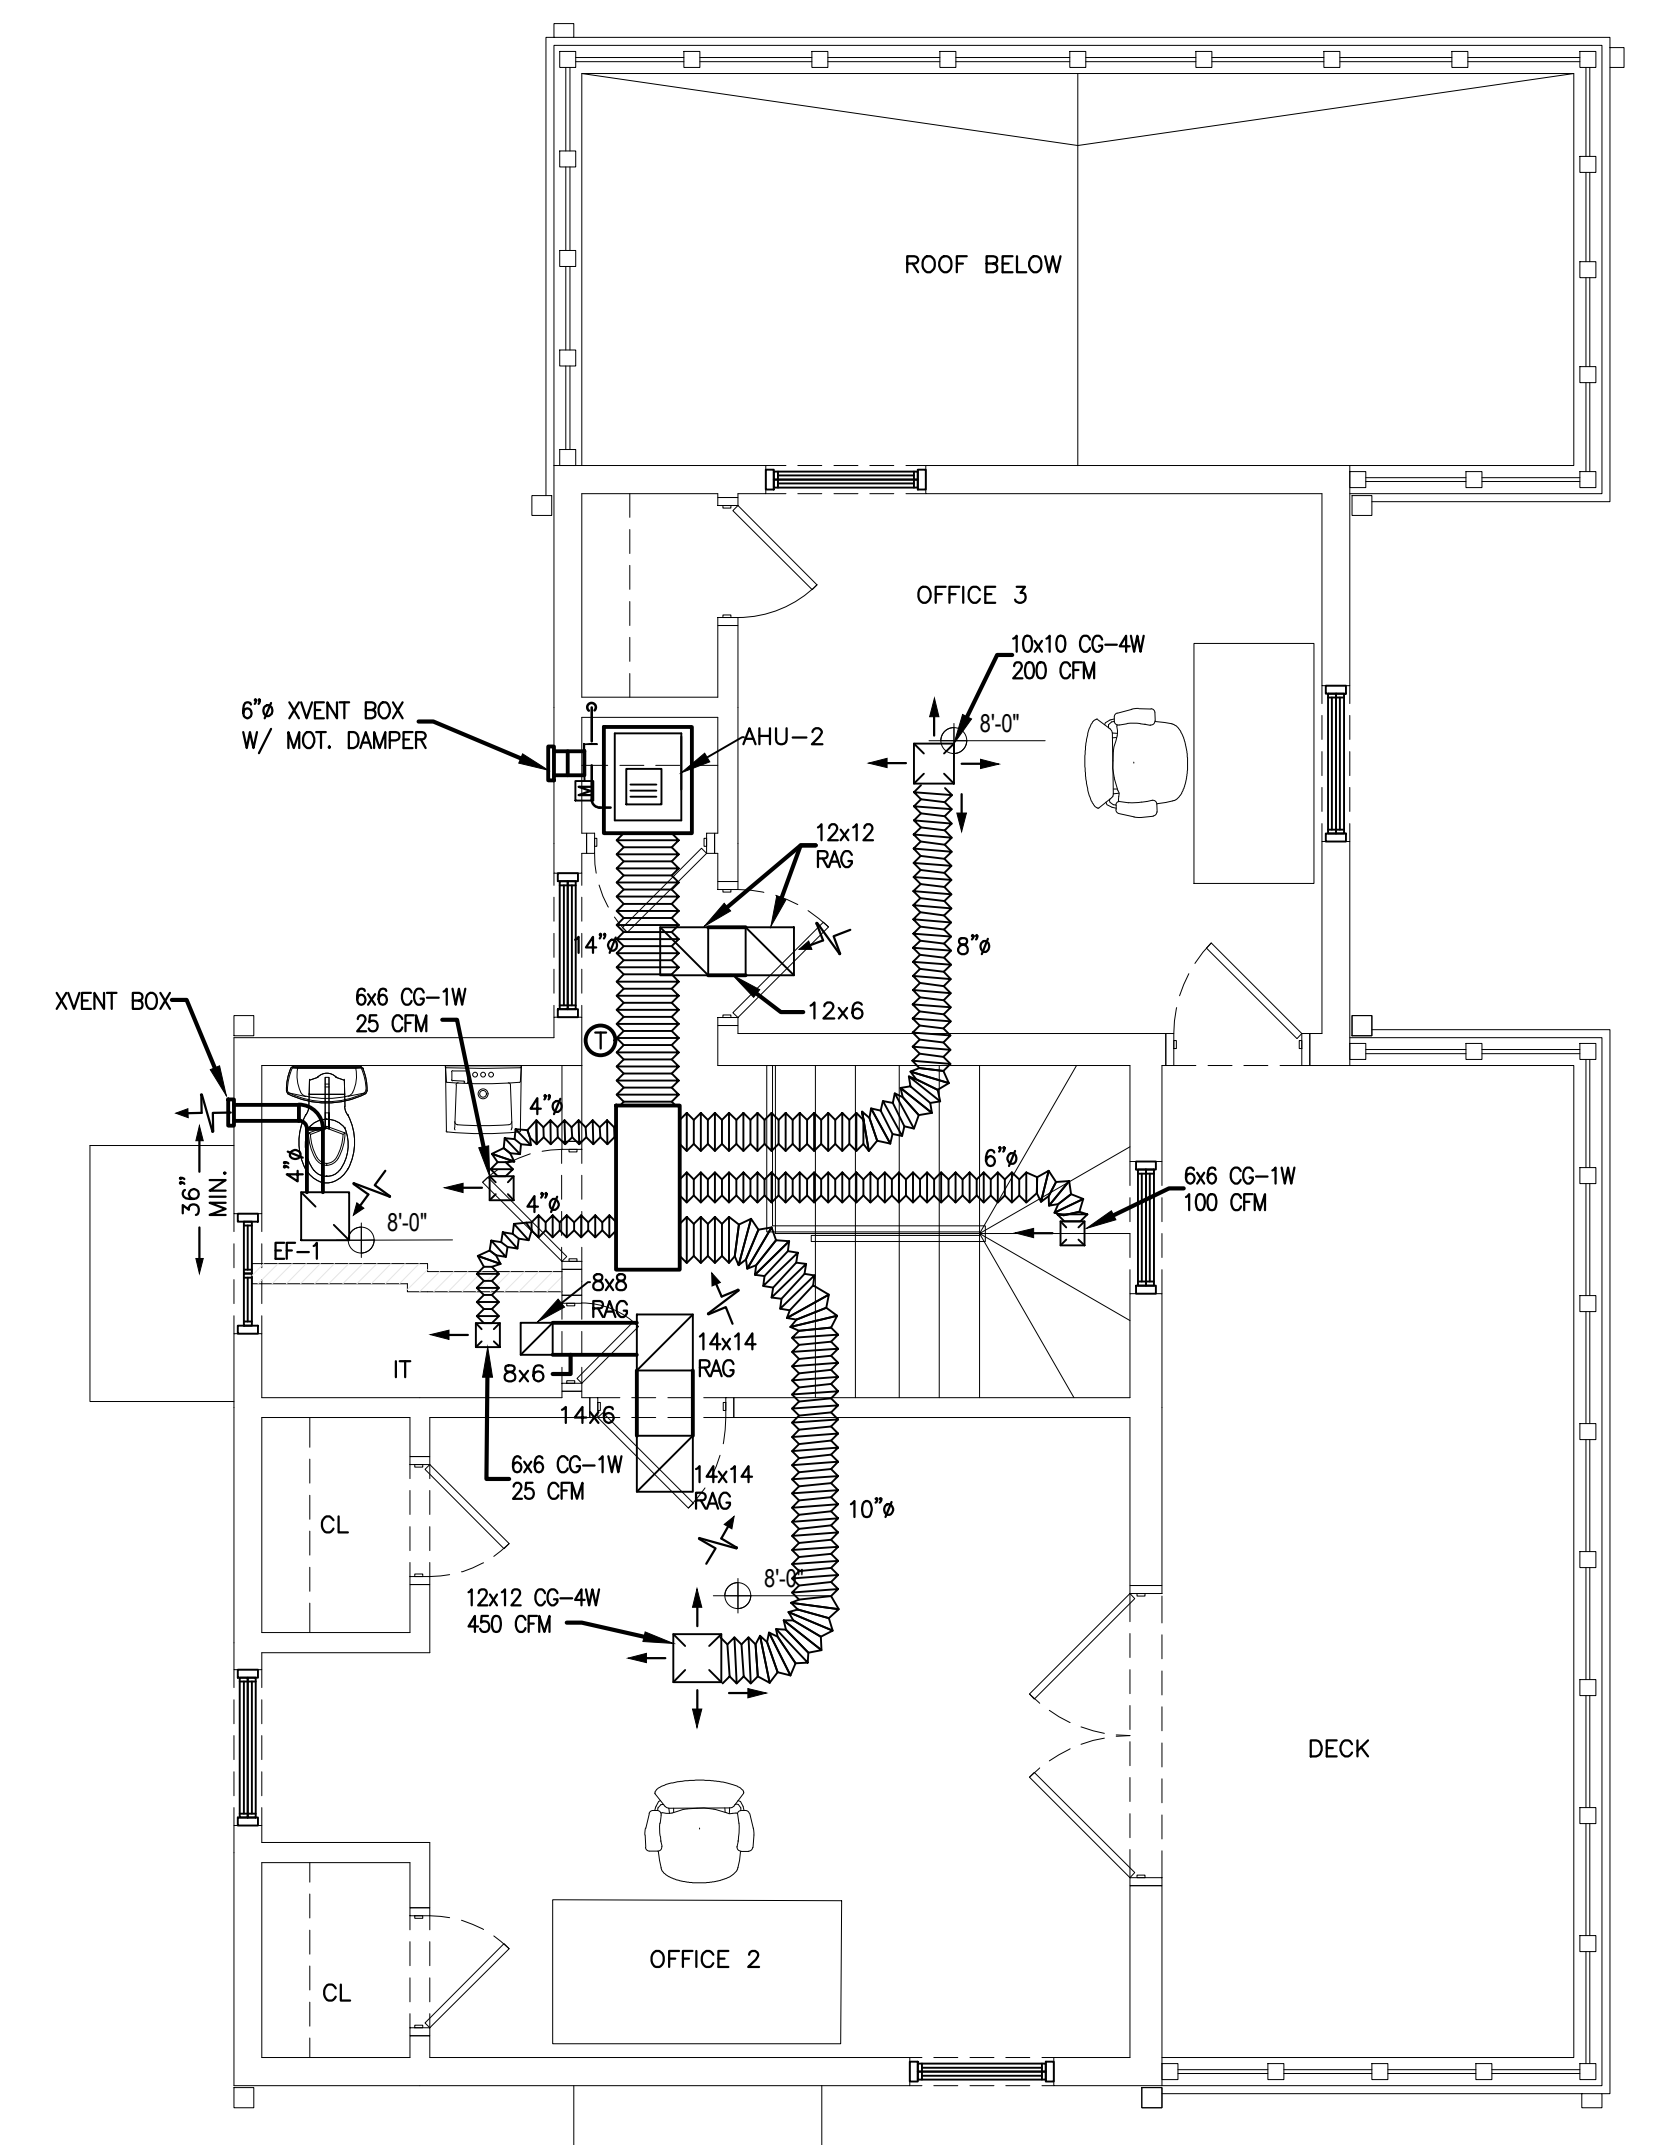 ROOF BELOW
OFFICE 3
10x10 CG-4W
200 CFM
8'-0"
6"ø XVENT BOX
W/ MOT. DAMPER
AHU-2
M
12x12
RAG
14"ø
8"ø
12x6
XVENT BOX
6x6 CG-1W
25 CFM
T
4"ø
4"ø
36"
MIN.
4"ø
8'-0"
EF-1
6"ø
6x6 CG-1W
100 CFM
8x8
RAG
14x14
RAG
8x6
IT
14x6
6x6 CG-1W
25 CFM
14x14
RAG
10"ø
CL
8'-0"
12x12 CG-4W
450 CFM
DECK
OFFICE 2
CL